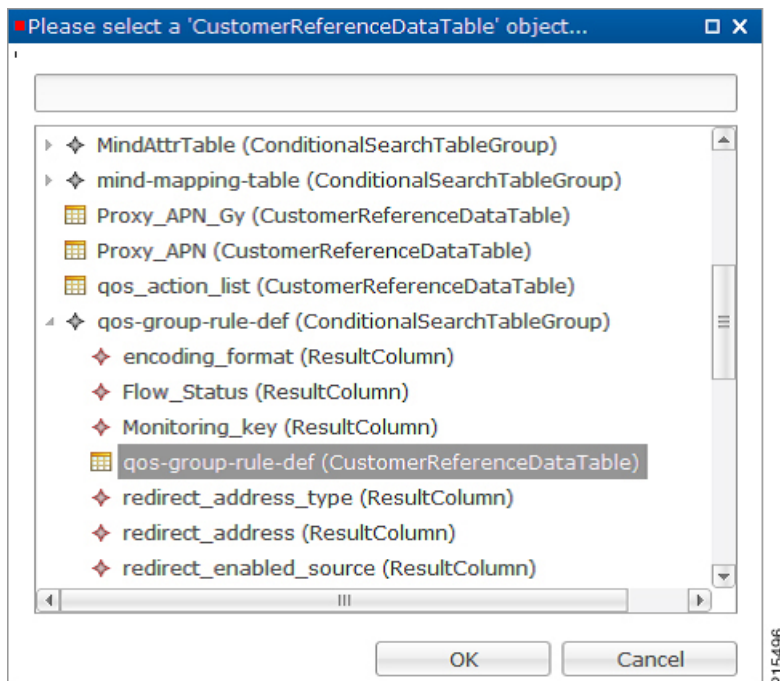 Please select a 'CustomerReferenceDataTable' object...
MindAttrTable (ConditionalSearchTableGroup)
mind-mapping-table (ConditionalSearchTableGroup)
Proxy_APN_Gy (CustomerReferenceDataTable)
Proxy_APN (CustomerReferenceDataTable)
qos_action_list (CustomerReferenceDataTable)
qos-group-rule-def (ConditionalSearchTableGroup)
encoding_format (ResultColumn)
Flow_Status (ResultColumn)
Monitoring_key (ResultColumn)
qos-group-rule-def (CustomerReferenceDataTable)
redirect_address_type (ResultColumn)
redirect_address (ResultColumn)
redirect_enabled_source (ResultColumn)
OK Cancel